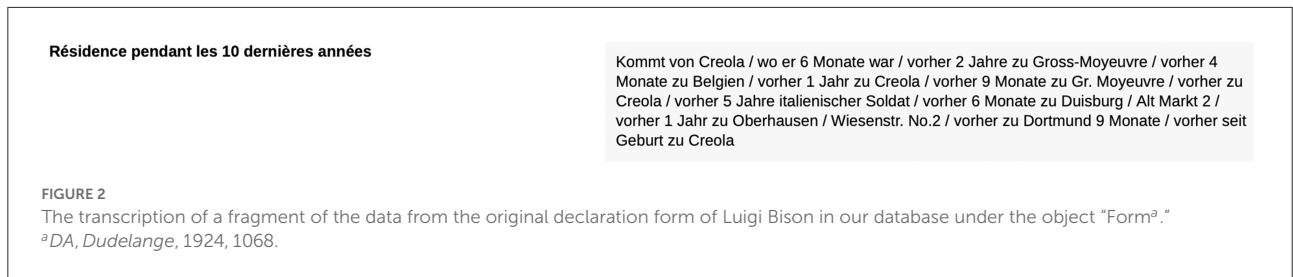 Résidence pendant les 10 dernières années
Kommt von Creola / wo er 6 Monate war / vorher 2 Jahre zu Gross-Moyeuvre / vorher 4
Monate zu Belgien / vorher 1 Jahr zu Creola / vorher 9 Monate zu Gr. Moyeuvre / vorher zu
Creola / vorher 5 Jahre italienischer Soldat / vorher 6 Monate zu Duisburg / Alt Markt 2 /
vorher 1 Jahr zu Oberhausen / Wiesenstr. No.2 / vorher zu Dortmund 9 Monate / vorher seit
Geburt zu Creola
FIGURE 2
The transcription of a fragment of the data from the original declaration form of Luigi Bison in our database under the object “Formᵃ.”
ᵃDA, Dudelange, 1924, 1068.